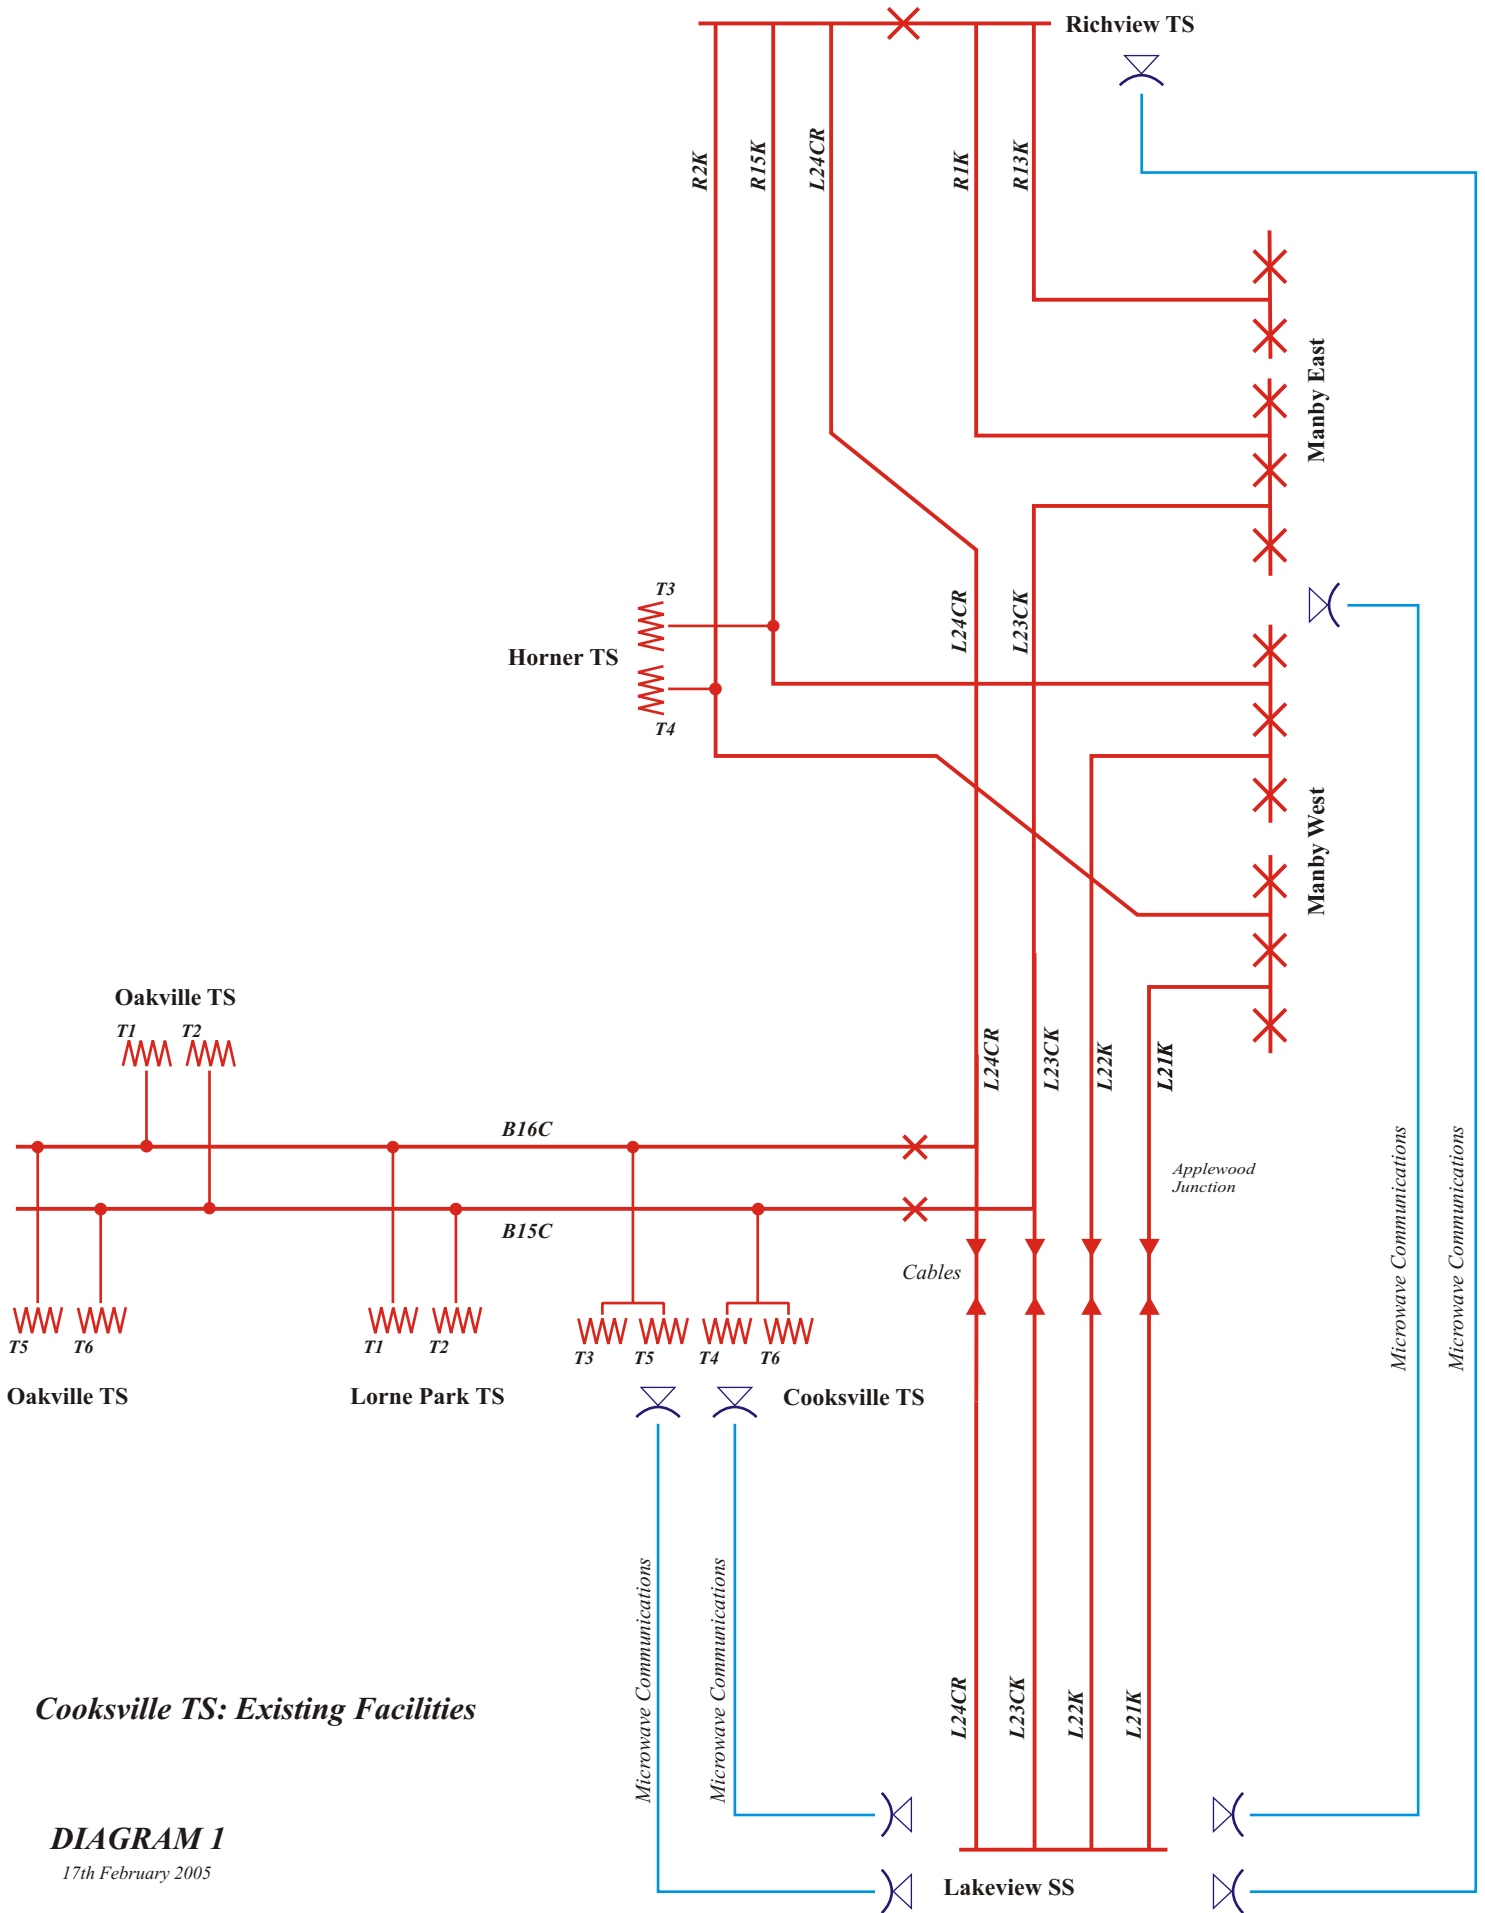 Richview TS
R2K
R15K
L24CR
R1K
R13K
Manby East
T3
Horner TS
T4
L24CR
L23CK
Manby West
Oakville TS
T1
T2
L24CR
L23CK
L22K
L21K
B16C
B15C
Applewood
Junction
Cables
Microwave Communications
Microwave Communications
T5
T6
T1
T2
T3
T5
T4
T6
Oakville TS
Lorne Park TS
Cooksville TS
Microwave Communications
Microwave Communications
L24CR
L23CK
L22K
L21K
Cooksville TS: Existing Facilities
DIAGRAM 1
17th February 2005
Lakeview SS